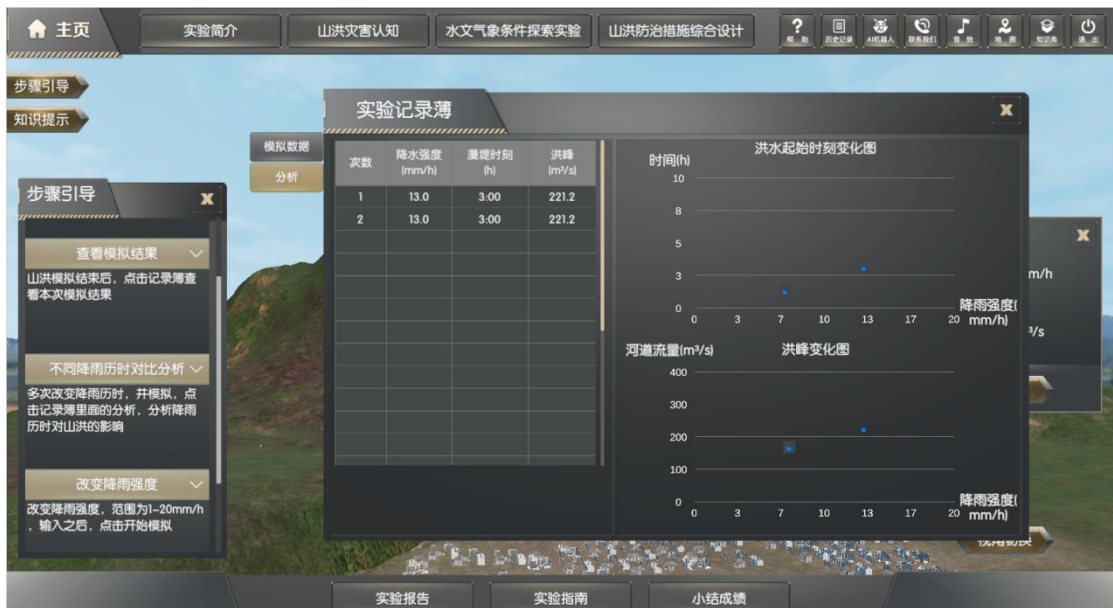 主页
实验简介
山洪灾害认知
水文气象条件探索实验
山洪防治措施综合设计
?
帮 助
历史记录
AI机器人
联系我们
音 效
地 图
知识角
退 出
步骤引导
知识提示
步骤引导
X
查看模拟结果
山洪模拟结束后,点击记录薄查
看本次模拟结果
不同降雨历时对比分析
多次改变降雨历时,并模拟,点
击记录薄里面的分析,分析降雨
历时对山洪的影响
改变降雨强度
改变降雨强度,范围为1-20mm/h
,输入之后,点击开始模拟
模拟数据
分析
实验记录薄
X
次数 降水强度(mm/h) 漫堤时刻(h) 洪峰(m³/s)
1 13.0 3:00 221.2
2 13.0 3:00 221.2
洪水起始时刻变化图
时间(h)
10
8
5
3
0
0 3 7 10 13 17 20
降雨强度(
mm/h)
河道流量(m³/s) 洪峰变化图
400
300
200
100
0
0 3 7 10 13 17 20
降雨强度(
mm/h)
X
m/h
³/s
视角切换
实验报告
实验指南
小结成绩